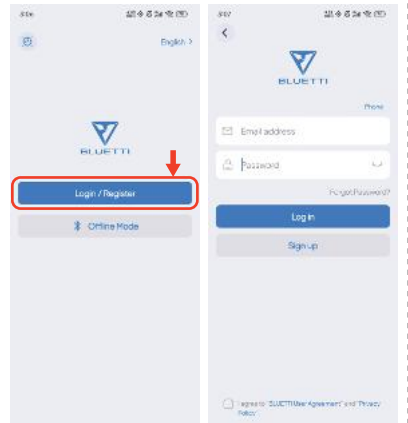 English >
BLUETTI
Login / Register
Offline Mode
BLUETTI
Phone
Email address
Password
Forgot Password?
Log in
Sign up
I agree to "BLUETTI User Agreement" and "Privacy
Policy"